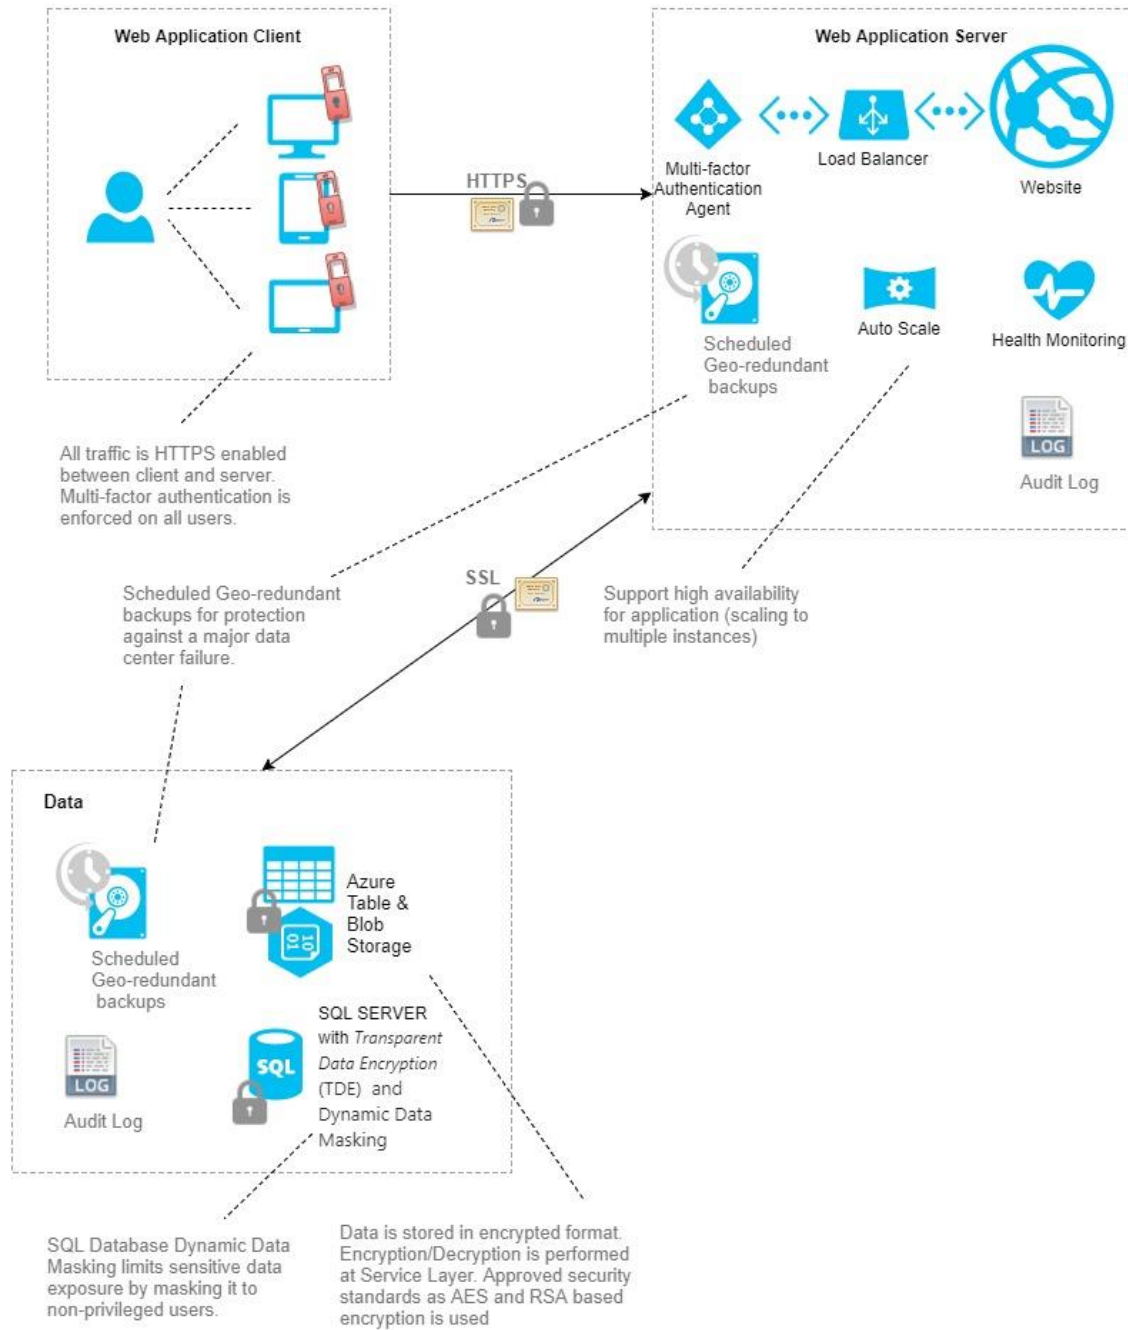 Web Application Client
Web Application Server
Multi-factor
Authentication
Agent
Load Balancer
Website
HTTPS
Scheduled
Geo-redundant
backups
Auto Scale
Health Monitoring
LOG
Audit Log
All traffic is HTTPS enabled
between client and server.
Multi-factor authentication is
enforced on all users.
Scheduled Geo-redundant
backups for protection
against a major data
center failure.
SSL
Support high availability
for application (scaling to
multiple instances)
Data
Scheduled
Geo-redundant
backups
Azure
Table &
Blob
Storage
10
01
LOG
Audit Log
SQL
SQL SERVER
with Transparent
Data Encryption
(TDE) and
Dynamic Data
Masking
SQL Database Dynamic Data
Masking limits sensitive data
exposure by masking it to
non-privileged users.
Data is stored in encrypted format.
Encryption/Decryption is performed
at Service Layer. Approved security
standards as AES and RSA based
encryption is used